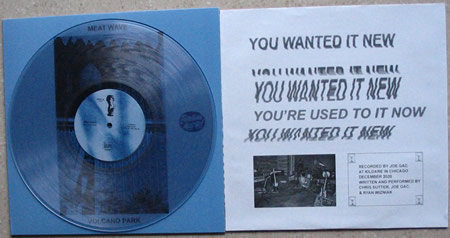 MEAT WAVE
VOLCANO PARK
YOU WANTED IT NEW
YOU WANTED IT NEW
YOU WANTED IT NEW
YOU'RE USED TO IT NOW
YOU WANTED IT NEW
RECORDED BY JOE GAC
AT KILDARE IN CHICAGO
DECEMBER 2020
WRITTEN AND PERFORMED BY
CHRIS SUTTER, JOE GAC,
& RYAN WIZNIAK